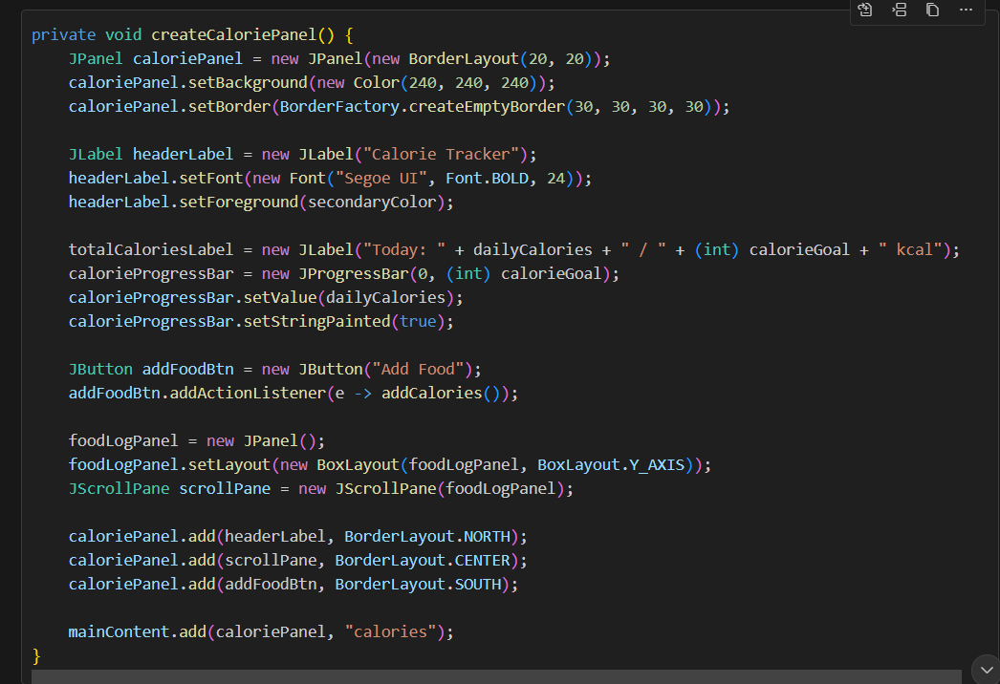 private void createCaloriePanel() {
    JPanel caloriePanel = new JPanel(new BorderLayout(20, 20));
    caloriePanel.setBackground(new Color(240, 240, 240));
    caloriePanel.setBorder(BorderFactory.createEmptyBorder(30, 30, 30, 30));

    JLabel headerLabel = new JLabel("Calorie Tracker");
    headerLabel.setFont(new Font("Segoe UI", Font.BOLD, 24));
    headerLabel.setForeground(secondaryColor);

    totalCaloriesLabel = new JLabel("Today: " + dailyCalories + " / " + (int) calorieGoal + " kcal");
    calorieProgressBar = new JProgressBar(0, (int) calorieGoal);
    calorieProgressBar.setValue(dailyCalories);
    calorieProgressBar.setStringPainted(true);

    JButton addFoodBtn = new JButton("Add Food");
    addFoodBtn.addActionListener(e -> addCalories());

    foodLogPanel = new JPanel();
    foodLogPanel.setLayout(new BoxLayout(foodLogPanel, BoxLayout.Y_AXIS));
    JScrollPane scrollPane = new JScrollPane(foodLogPanel);

    caloriePanel.add(headerLabel, BorderLayout.NORTH);
    caloriePanel.add(scrollPane, BorderLayout.CENTER);
    caloriePanel.add(addFoodBtn, BorderLayout.SOUTH);

    mainContent.add(caloriePanel, "calories");
}